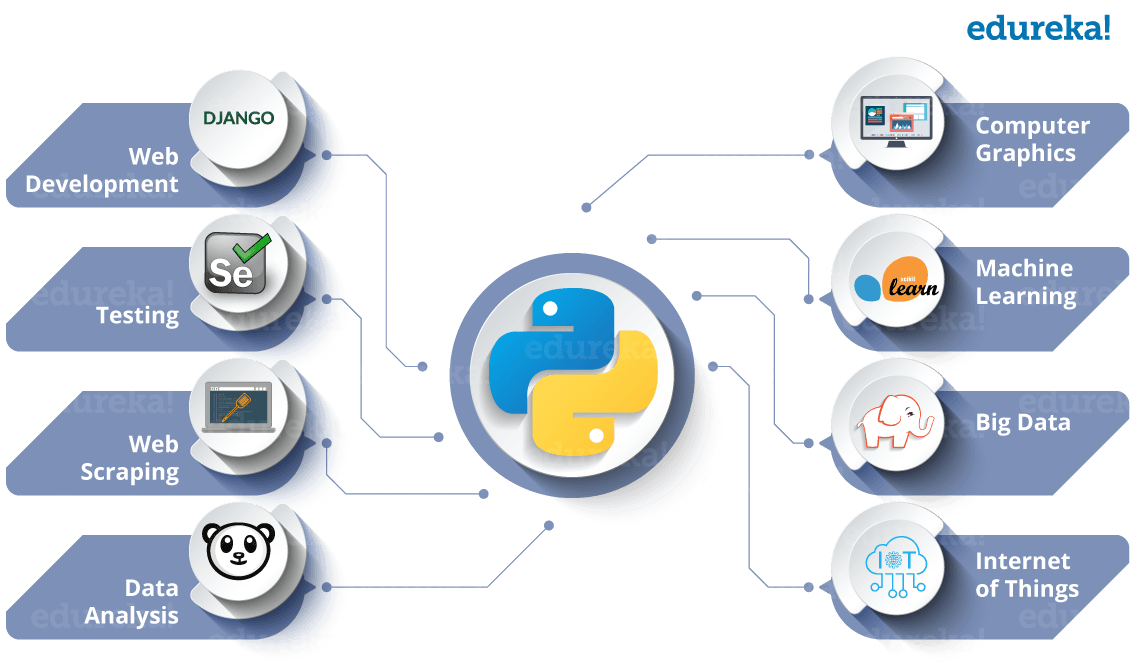 edureka!
DJANGO
Web
Development
Se
Testing
Web
Scraping
Data
Analysis
Computer
Graphics
scikit
learn
Machine
Learning
Big Data
IOT
Internet
of Things